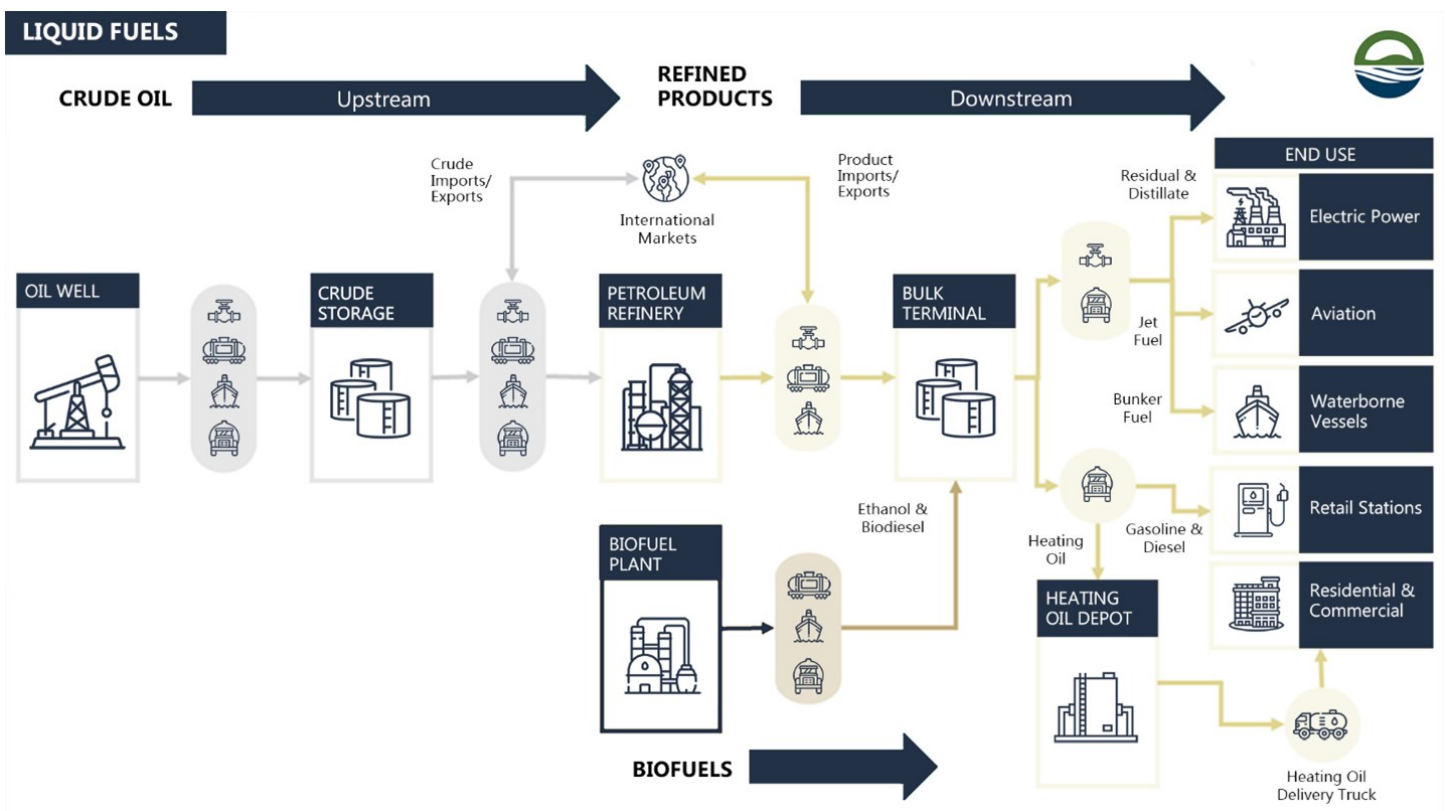 LIQUID FUELS
CRUDE OIL
Upstream
REFINED
PRODUCTS
Downstream
Crude
Imports/
Exports
International
Markets
Product
Imports/
Exports
Residual &
Distillate
END USE
Electric Power
OIL WELL
CRUDE
STORAGE
PETROLEUM
REFINERY
BULK
TERMINAL
Jet
Fuel
Aviation
Bunker
Fuel
Waterborne
Vessels
Ethanol &
Biodiesel
Heating
Oil
Gasoline &
Diesel
Retail Stations
BIOFUEL
PLANT
HEATING
OIL DEPOT
Residential &
Commercial
BIOFUELS
Heating Oil
Delivery Truck